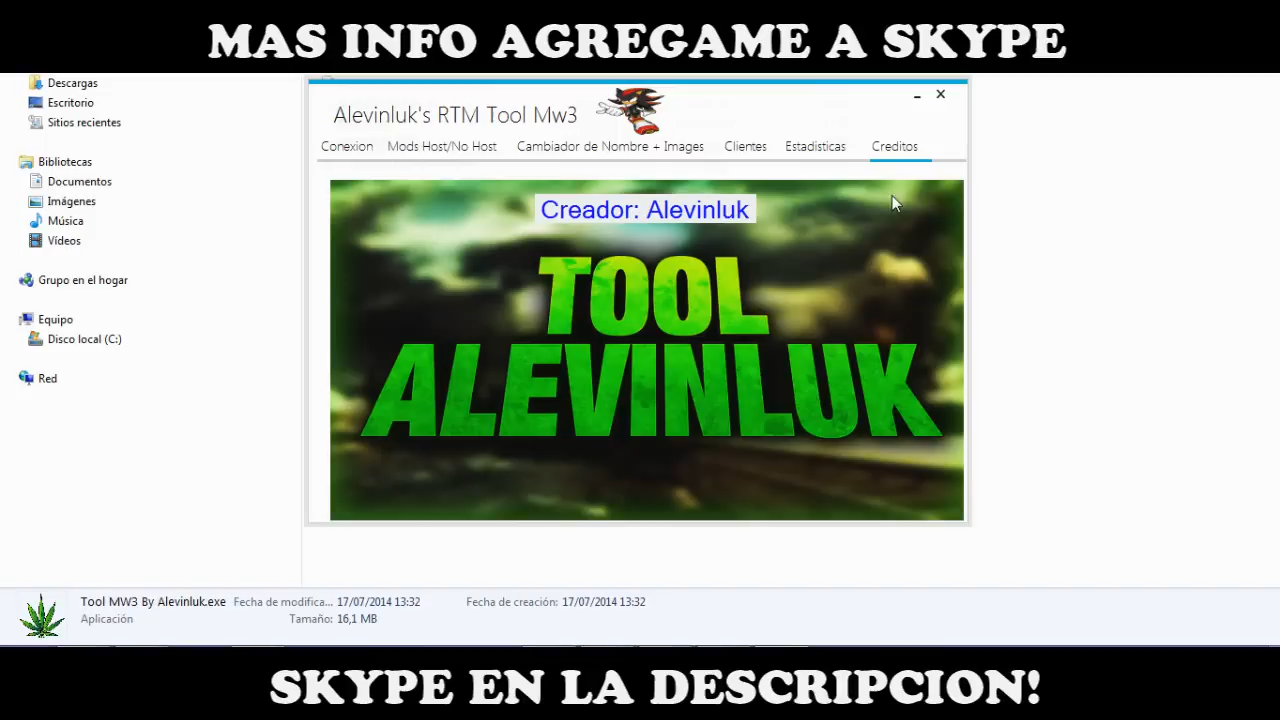 MAS INFO AGREGAME A SKYPE
Descargas
Escritorio
Sitios recientes
Bibliotecas
Documentos
Imágenes
Música
Vídeos
Grupo en el hogar
Equipo
Disco local (C:)
Red
Alevinluk's RTM Tool Mw3
Conexion Mods Host/No Host Cambiador de Nombre + Images Clientes Estadisticas Creditos
Creador: Alevinluk
TOOL
ALEVINLUK
Tool MW3 By Alevinluk.exe Fecha de modifica... 17/07/2014 13:32 Fecha de creación: 17/07/2014 13:32
Aplicación Tamaño: 16,1 MB
SKYPE EN LA DESCRIPCION!